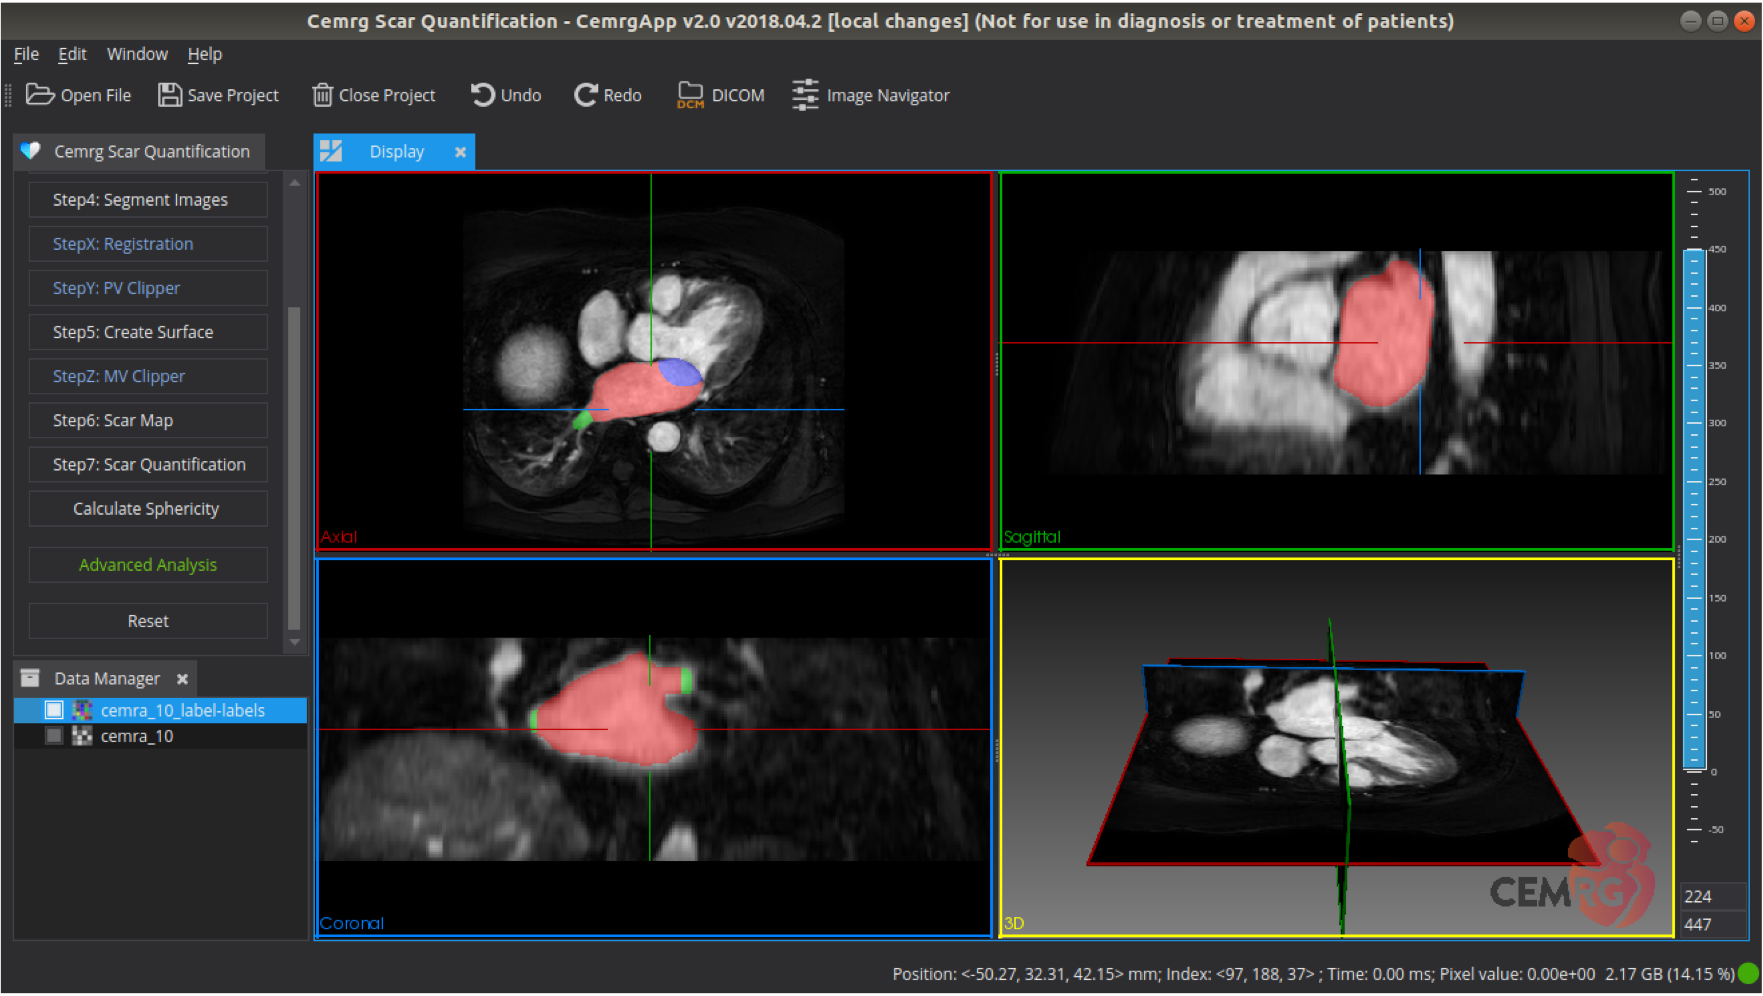 Cemrg Scar Quantification - CemrgApp v2.0 v2018.04.2 [local changes] (Not for use in diagnosis or treatment of patients)
File Edit Window Help
Open File Save Project Close Project Undo Redo DCM DICOM Image Navigator
Cemrg Scar Quantification
Display
Step4: Segment Images
StepX: Registration
StepY: PV Clipper
Step5: Create Surface
StepZ: MV Clipper
Step6: Scar Map
Step7: Scar Quantification
Calculate Sphericity
Advanced Analysis
Reset
Data Manager
cemra_10_label-labels
cemra_10
Axial
Sagittal
Coronal
3D
CEMRG
500
450
400
350
300
250
200
150
100
50
0
-50
224
447
Position: <-50.27, 32.31, 42.15> mm; Index: <97, 188, 37> ; Time: 0.00 ms; Pixel value: 0.00e+00 2.17 GB (14.15 %)